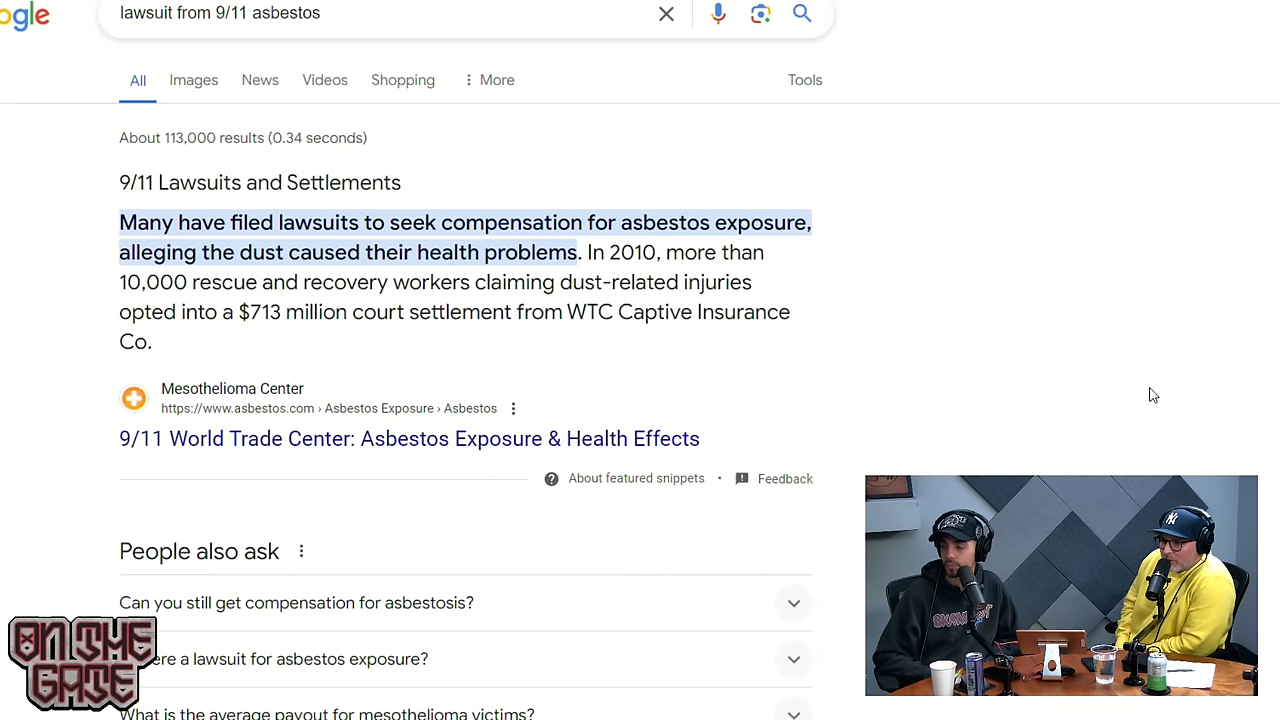 ogle
lawsuit from 9/11 asbestos
All
Images
News
Videos
Shopping
More
Tools
About 113,000 results (0.34 seconds)
9/11 Lawsuits and Settlements
Many have filed lawsuits to seek compensation for asbestos exposure,
alleging the dust caused their health problems. In 2010, more than
10,000 rescue and recovery workers claiming dust-related injuries
opted into a $713 million court settlement from WTC Captive Insurance
Co.
Mesothelioma Center
https://www.asbestos.com › Asbestos Exposure › Asbestos
9/11 World Trade Center: Asbestos Exposure & Health Effects
About featured snippets • Feedback
People also ask
Can you still get compensation for asbestosis?
ere a lawsuit for asbestos exposure?
What is the average payout for mesothelioma victims?
ON THE
GATE